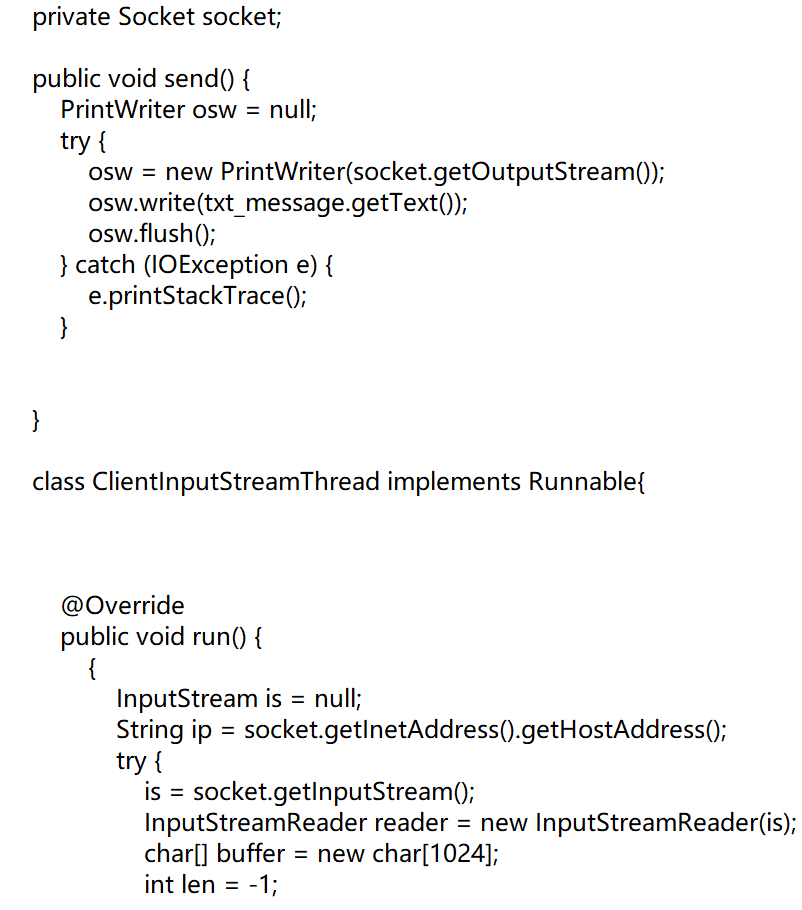 private Socket socket;
public void send() {
PrintWriter osw = null;
try {
osw = new PrintWriter(socket.getOutputStream());
osw.write(txt_message.getText());
osw.flush();
} catch (IOException e) {
e.printStackTrace();
}
}
class ClientInputStreamThread implements Runnable{
@Override
public void run() {
{
InputStream is = null;
String ip = socket.getInetAddress().getHostAddress();
try {
is = socket.getInputStream();
InputStreamReader reader = new InputStreamReader(is);
char[] buffer = new char[1024];
int len = -1;